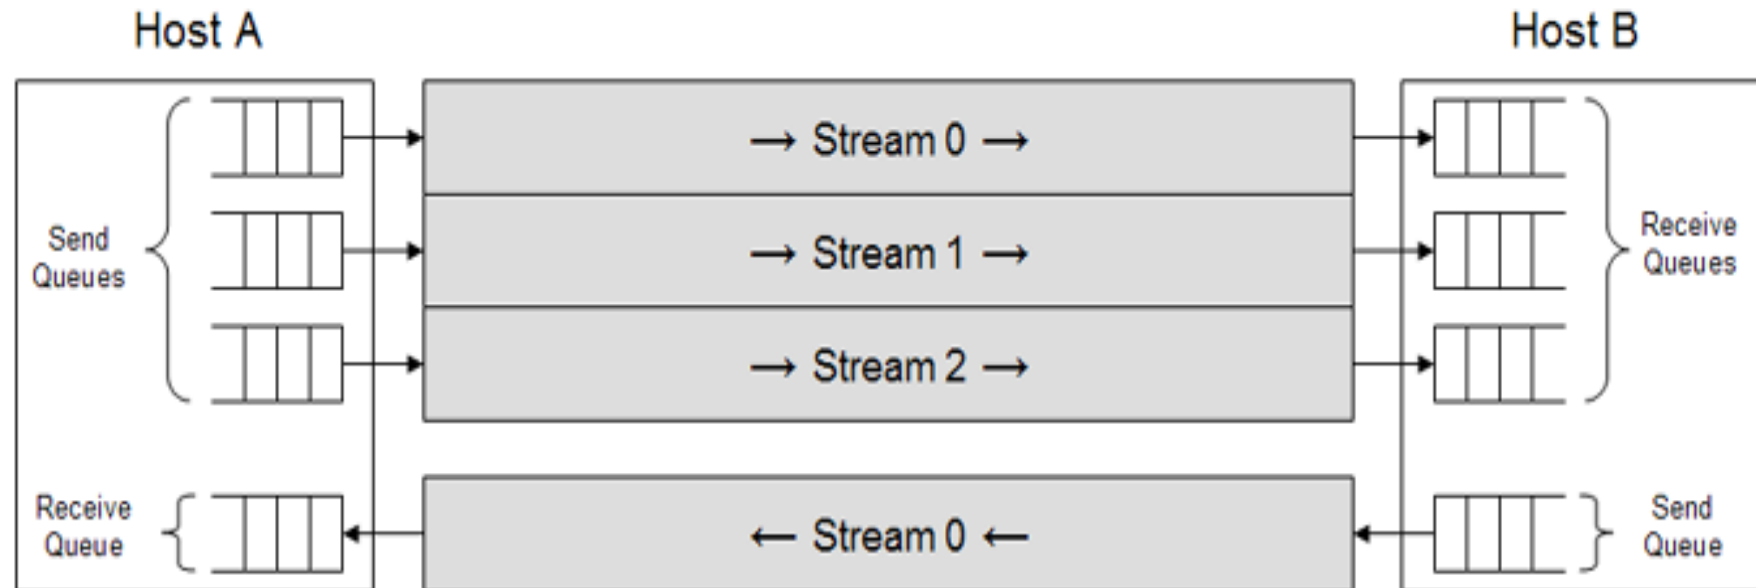 Host A
Host B
→ Stream 0 →
Send
Queues
→ Stream 1 →
Receive
Queues
→ Stream 2 →
Receive
Queue
← Stream 0 ←
Send
Queue